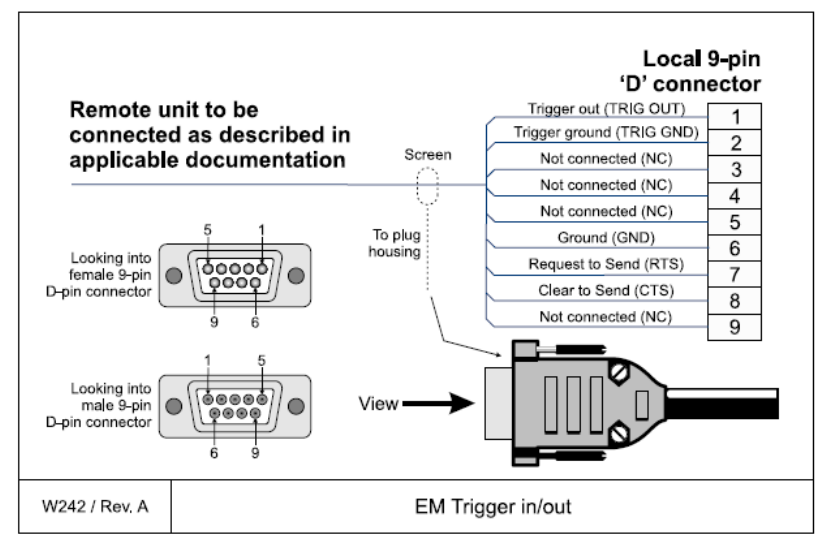 Local 9-pin
‘D’ connector
Remote unit to be
connected as described in
applicable documentation
Screen
To plug
housing
Trigger out (TRIG OUT)
1
Trigger ground (TRIG GND)
2
Not connected (NC)
3
Not connected (NC)
4
Not connected (NC)
5
Ground (GND)
6
Request to Send (RTS)
7
Clear to Send (CTS)
8
Not connected (NC)
9
5 1
Looking into
female 9-pin
D-pin connector
9 6
1 5
Looking into
male 9-pin
D-pin connector
6 9
View
W242 / Rev. A
EM Trigger in/out